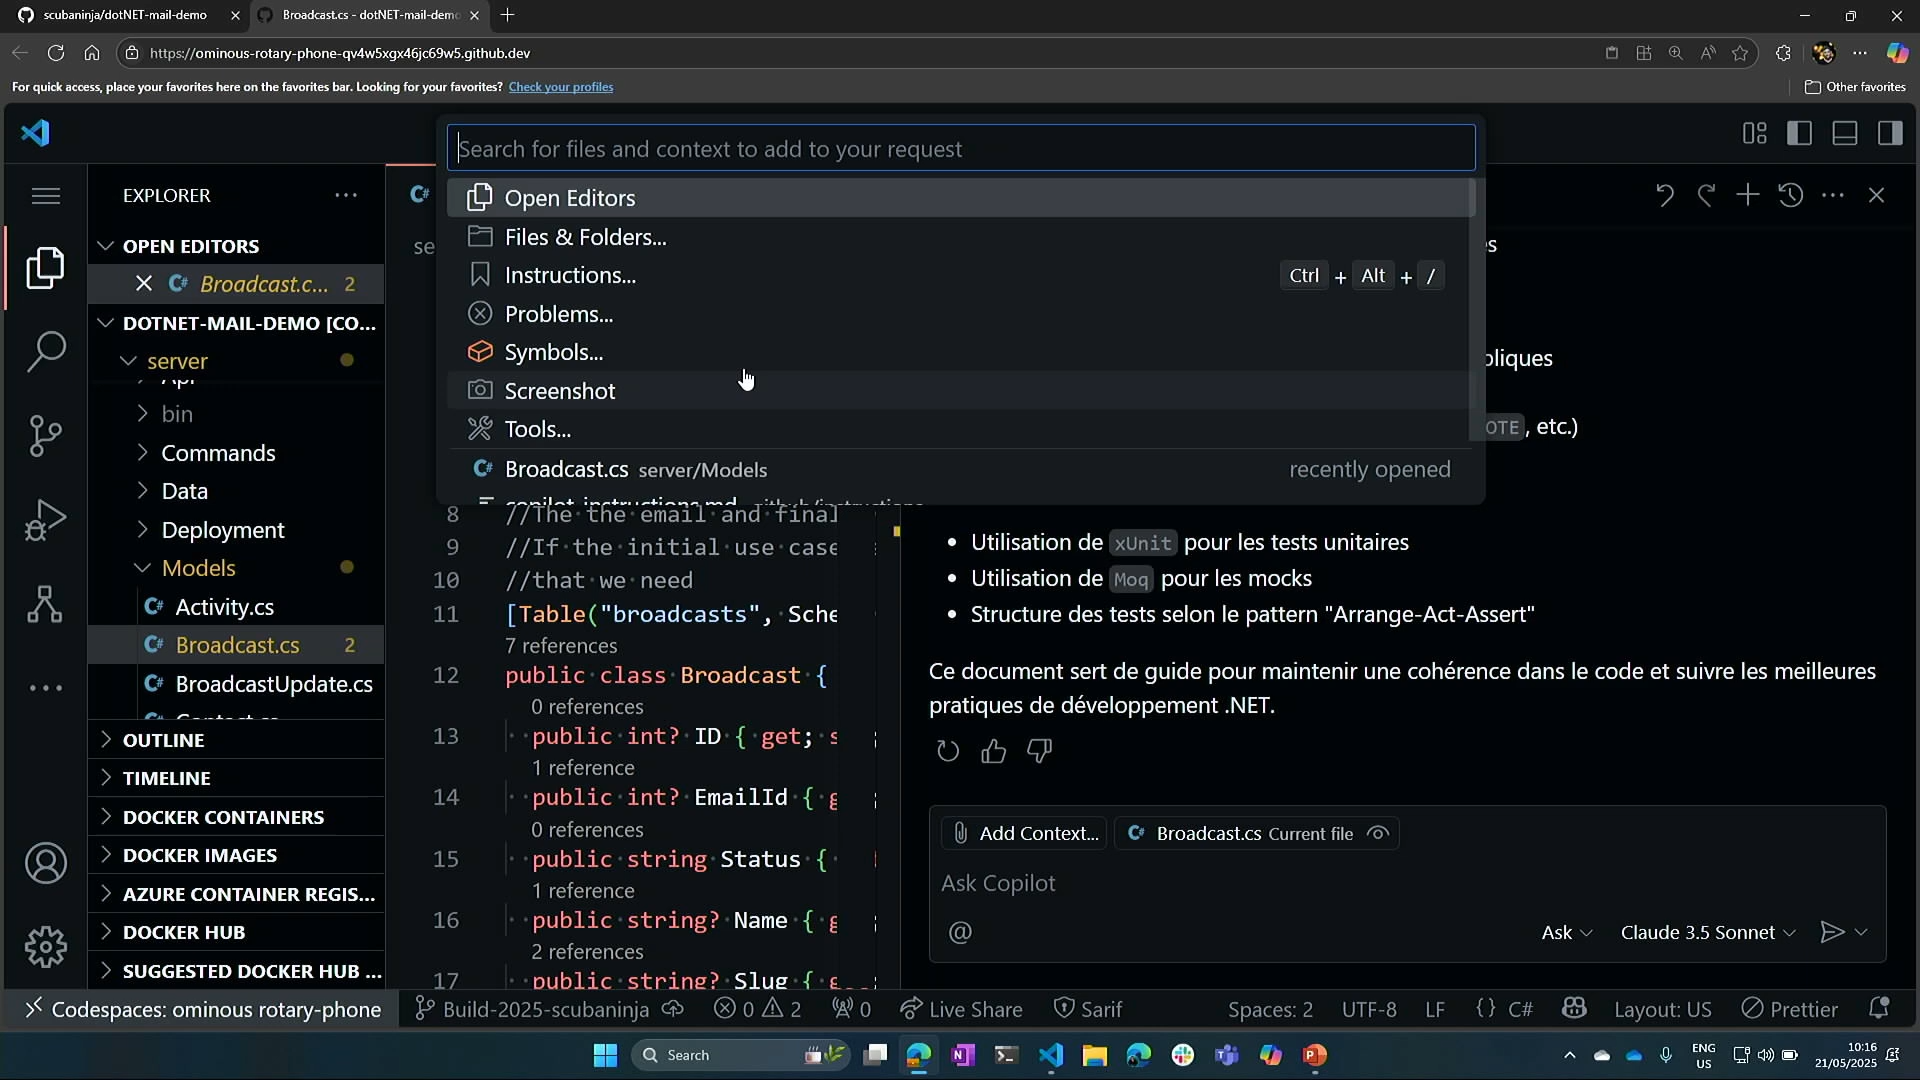 scubaninja/dotNET-mail-demo
Broadcast.cs - dotNET-mail-demo
https://ominous-rotary-phone-qv4w5xgx46jc69w5.github.dev
For quick access, place your favorites here on the favorites bar. Looking for your favorites? Check your profiles
Other favorites
Search for files and context to add to your request
Open Editors
Files & Folders...
Instructions...
Ctrl + Alt + /
Problems...
Symbols...
Screenshot
Tools...
Broadcast.cs server/Models
recently opened
copilot-instructions.md .github/instructions
EXPLORER
OPEN EDITORS
Broadcast.c... 2
DOTNET-MAIL-DEMO [CO...
server
Api
bin
Commands
Data
Deployment
Models
Activity.cs
Broadcast.cs 2
BroadcastUpdate.cs
Contact.cs
OUTLINE
TIMELINE
DOCKER CONTAINERS
DOCKER IMAGES
AZURE CONTAINER REGIS...
DOCKER HUB
SUGGESTED DOCKER HUB ...
se
8 //The the email and final
9 //If the initial use case
10 //that we need
11 [Table("broadcasts", Sche
7 references
12 public class Broadcast {
0 references
13 public int? ID { get; s
1 reference
14 public int? EmailId { g
0 references
15 public string Status {
1 reference
16 public string? Name { g
2 references
17 public string? Slug { g
s
bliques
OTE, etc.)
• Utilisation de xUnit pour les tests unitaires
• Utilisation de Moq pour les mocks
• Structure des tests selon le pattern "Arrange-Act-Assert"
Ce document sert de guide pour maintenir une cohérence dans le code et suivre les meilleures
pratiques de développement .NET.
Add Context...
Broadcast.cs Current file
Ask Copilot
@
Ask
Claude 3.5 Sonnet
Codespaces: ominous rotary-phone
Build-2025-scubaninja
0 2
0
Live Share
Sarif
Spaces: 2
UTF-8
LF
{} C#
Layout: US
Prettier
Search
ENG
US
10:16
21/05/2025